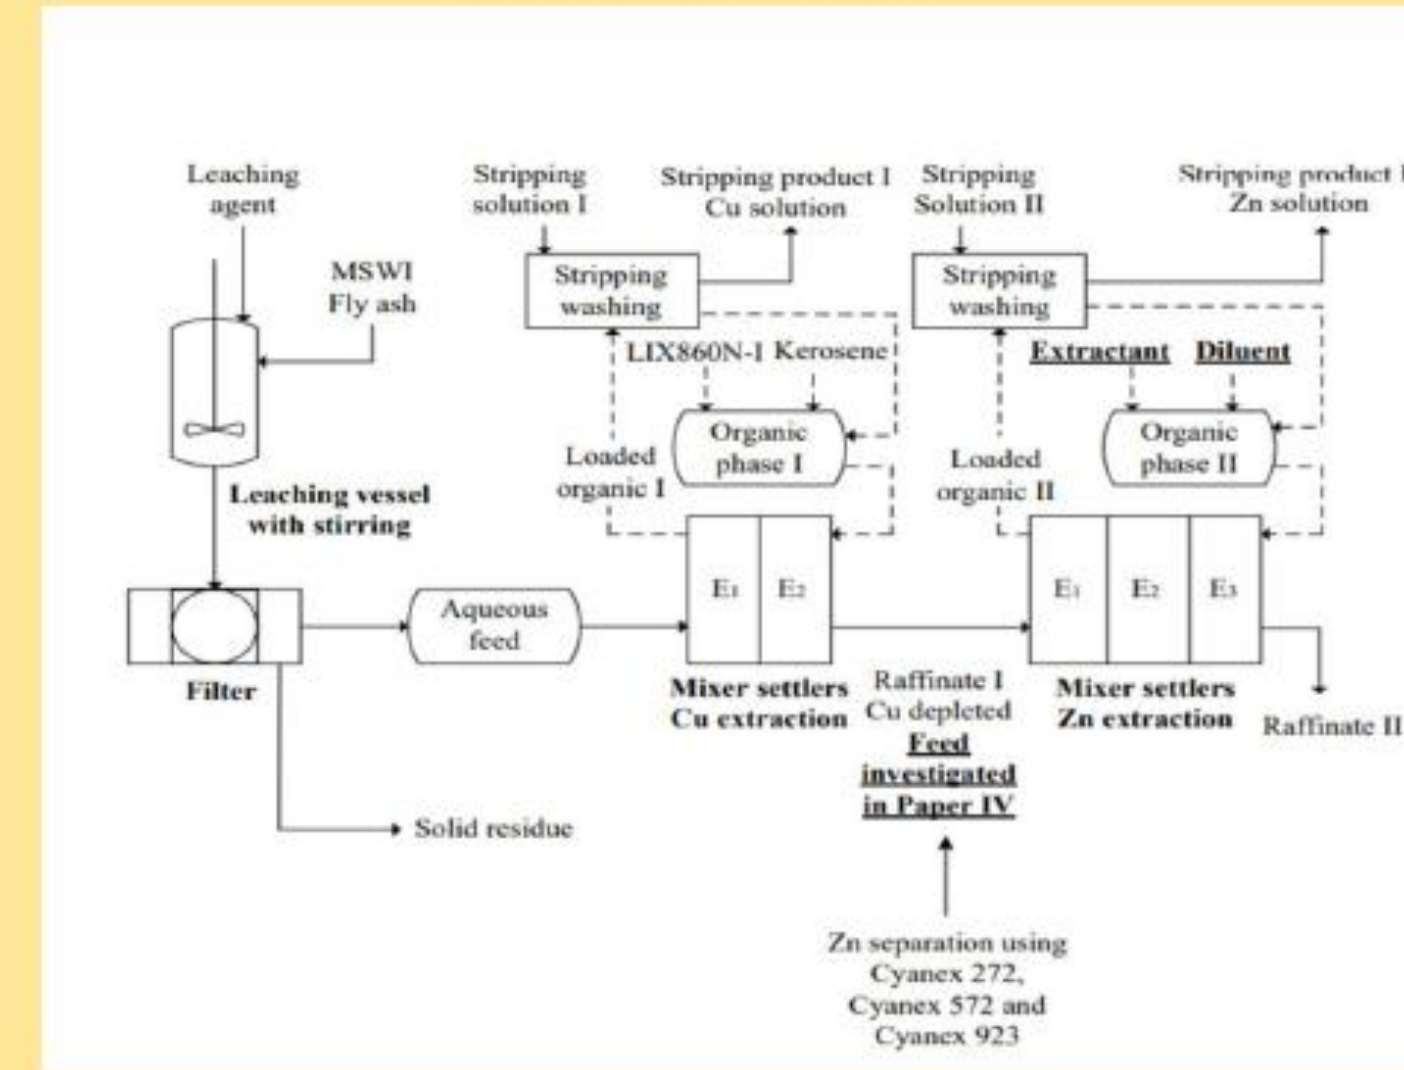 Leaching
agent
MSWI
Fly ash
Stripping
solution I
Stripping product I
Cu solution
Stripping
Solution II
Stripping product I
Zn solution
Stripping
washing
Stripping
washing
LIX860N-I Kerosene
Extractant Diluent
Organic
phase I
Organic
phase II
Loaded
organic I
Loaded
organic II
Leaching vessel
with stirring
E1 E2
E1 E2 E3
Aqueous
feed
Filter
Mixer settlers
Cu extraction
Raffinate I
Cu depleted
Feed
investigated
in Paper IV
Mixer settlers
Zn extraction
Raffinate II
Solid residue
Zn separation using
Cyanex 272,
Cyanex 572 and
Cyanex 923